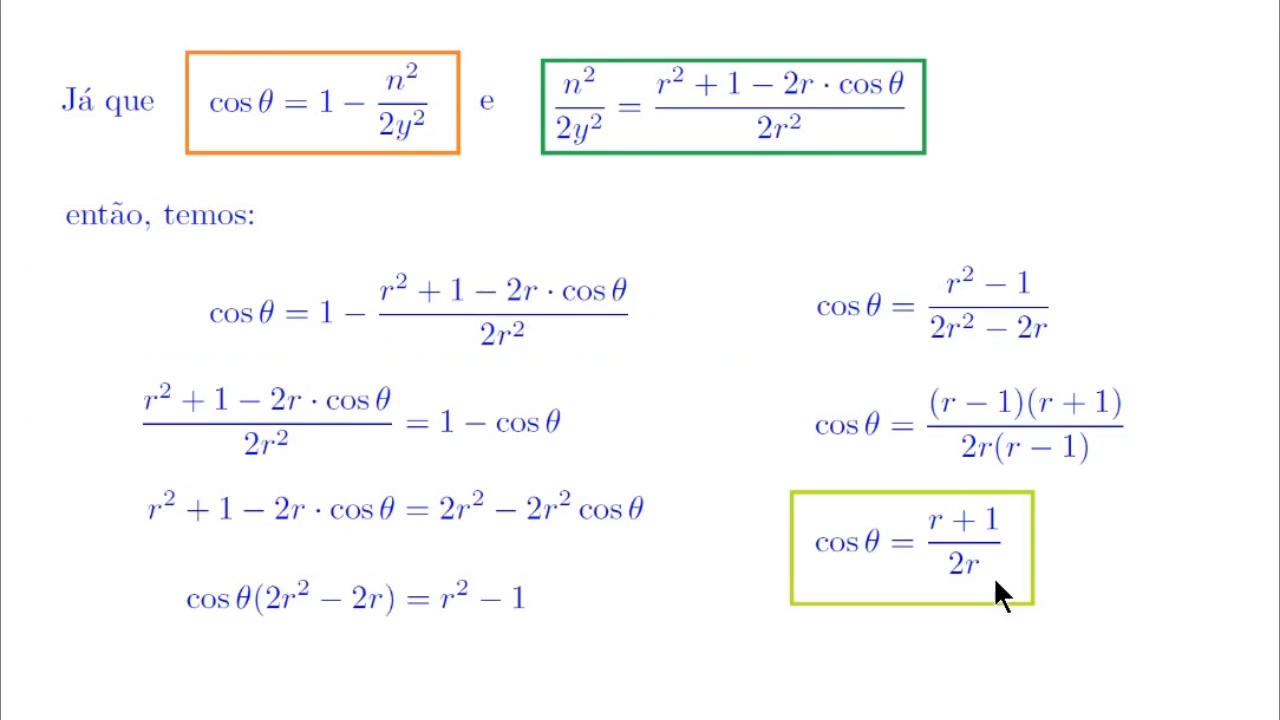 Já que cos θ = 1 − n²/2y² e n²/2y² = (r² + 1 − 2r · cos θ)/2r²
então, temos:
cos θ = 1 − (r² + 1 − 2r · cos θ)/2r²
(r² + 1 − 2r · cos θ)/2r² = 1 − cos θ
r² + 1 − 2r · cos θ = 2r² − 2r² cos θ
cos θ(2r² − 2r) = r² − 1
cos θ = (r² − 1)/(2r² − 2r)
cos θ = (r − 1)(r + 1)/2r(r − 1)
cos θ = (r + 1)/2r